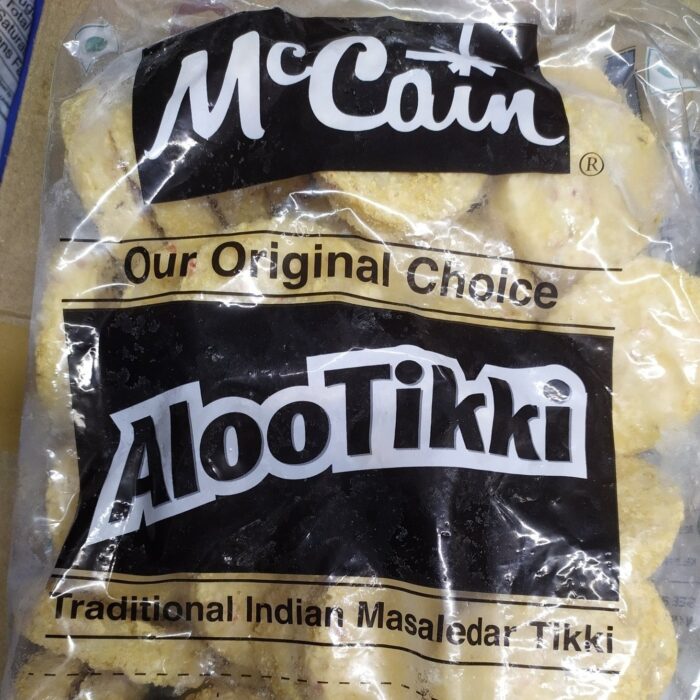 McCain
®
Our Original Choice
AlooTikki
Traditional Indian Masaledar Tikki